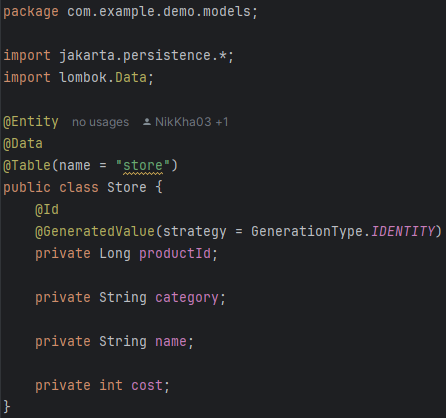 package com.example.demo.models;
import jakarta.persistence.*;
import lombok.Data;
@Entity no usages NikKha03 +1
@Data
@Table(name = "store")
public class Store {
@Id
@GeneratedValue(strategy = GenerationType.IDENTITY)
private Long productId;
private String category;
private String name;
private int cost;
}